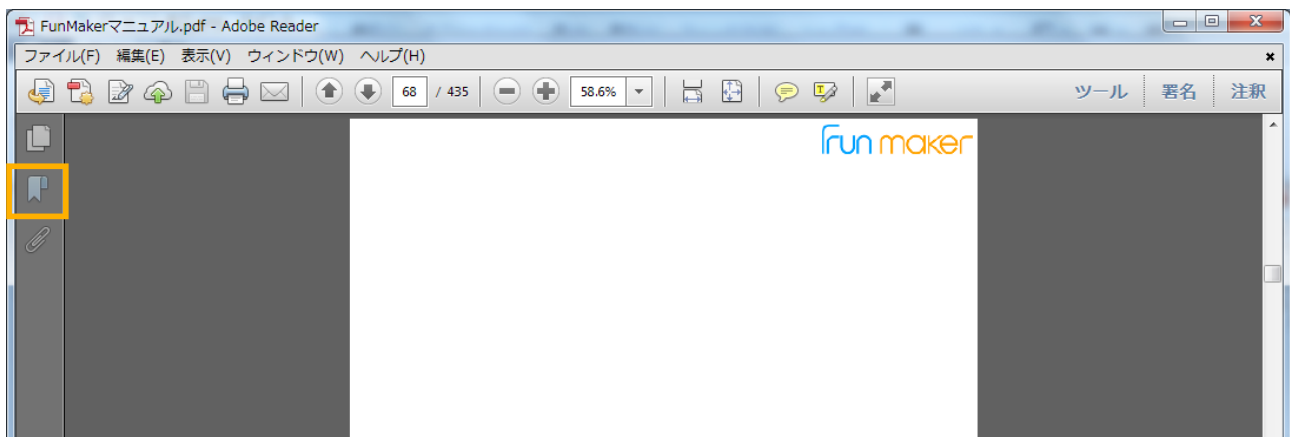 FunMakerマニュアル.pdf - Adobe Reader
ファイル(F) 編集(E) 表示(V) ウィンドウ(W) ヘルプ(H)
68 / 435 58.6% ツール 署名 注釈
fun maker